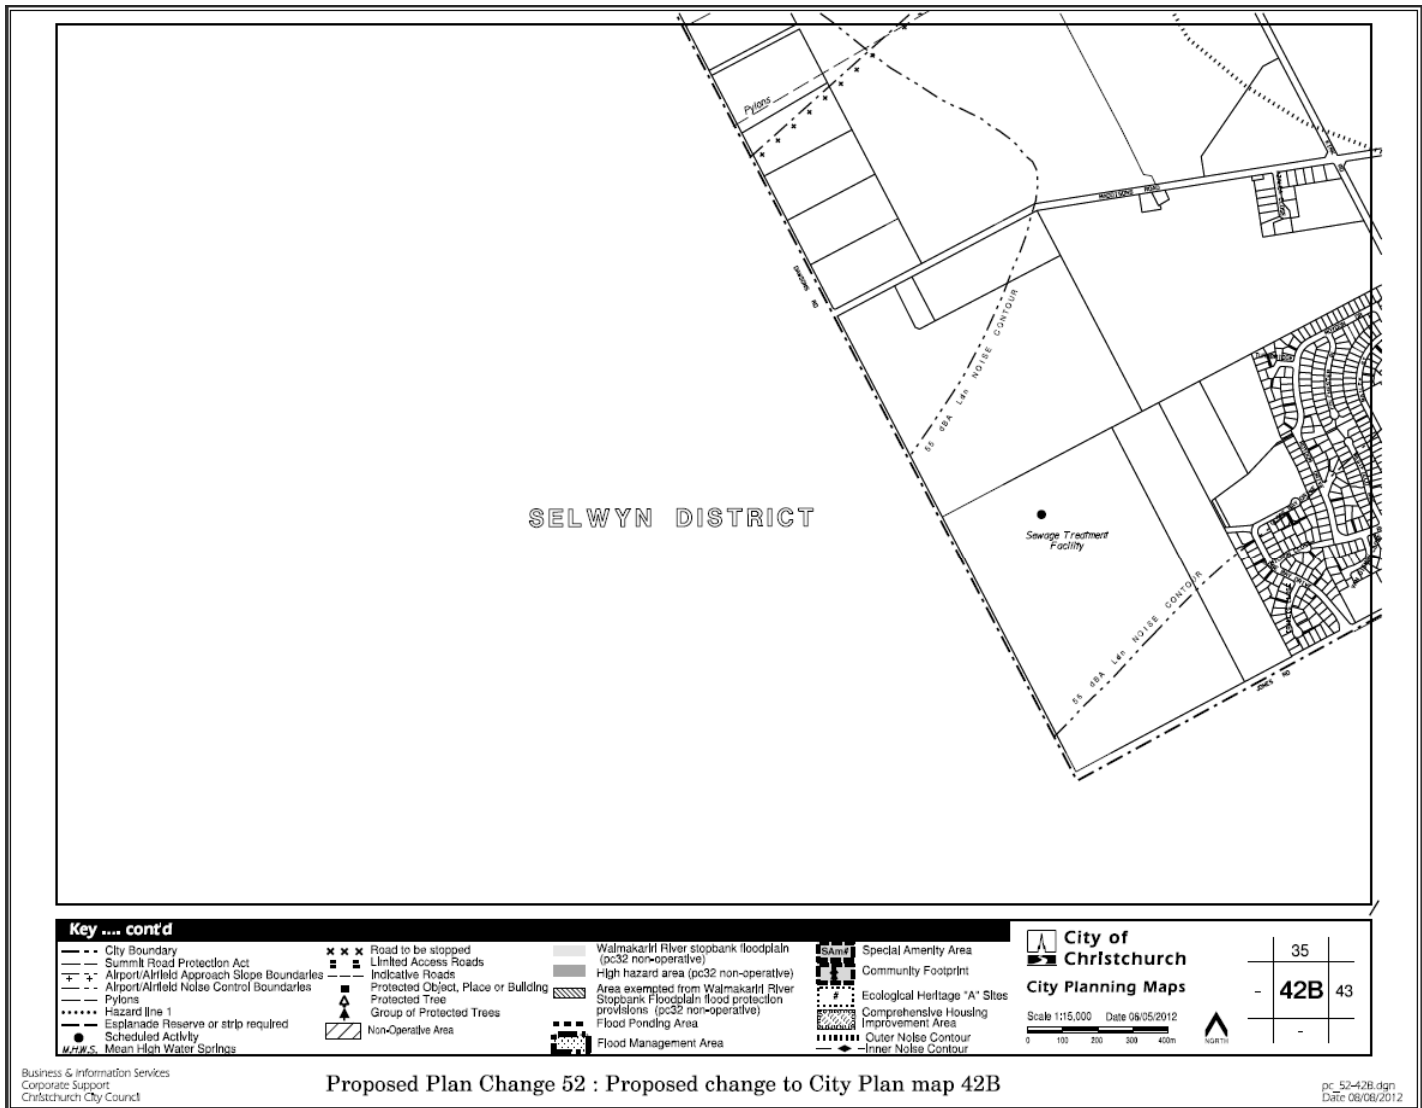 Pylons
MADDISONS ROAD
55 dBA Ldn NOISE CONTOUR
SELWYN DISTRICT
Sewage Treatment
Facility
55 dBA Ldn NOISE CONTOUR
JONES RD
Key .... cont'd
City Boundary
Summit Road Protection Act
Airport/Airfield Approach Slope Boundaries
Airport/Airfield Noise Control Boundaries
Pylons
Hazard line 1
Esplanade Reserve or strip required
Scheduled Activity
M.H.W.S. Mean High Water Springs
Road to be stopped
Limited Access Roads
Indicative Roads
Protected Object, Place or Building
Protected Tree
Group of Protected Trees
Non-Operative Area
Waimakariri River stopbank floodplain
(pc32 non-operative)
High hazard area (pc32 non-operative)
Area exempted from Waimakariri River
Stopbank Floodplain flood protection
provisions (pc32 non-operative)
Flood Ponding Area
Flood Management Area
SAm# Special Amenity Area
Community Footprint
# Ecological Heritage "A" Sites
Comprehensive Housing
Improvement Area
Outer Noise Contour
Inner Noise Contour
City of
Christchurch
City Planning Maps
Scale 1:15,000 Date 08/05/2012
0 100 200 300 400m
NORTH
35
- 42B 43
-
Business & Information Services
Corporate Support
Christchurch City Council
Proposed Plan Change 52 : Proposed change to City Plan map 42B
pc_52-42B.dgn
Date 08/08/2012